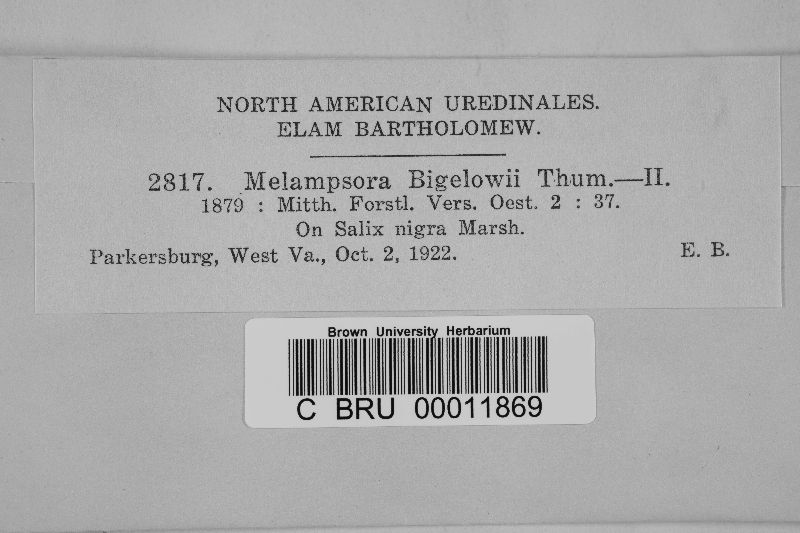 NORTH AMERICAN UREDINALES.
ELAM BARTHOLOMEW.
2817. Melampsora Bigelowii Thum.—II.
1879 : Mitth. Forstl. Vers. Oest. 2 : 37.
On Salix nigra Marsh.
Parkersburg, West Va., Oct. 2, 1922. E. B.
Brown University Herbarium
C BRU 00011869